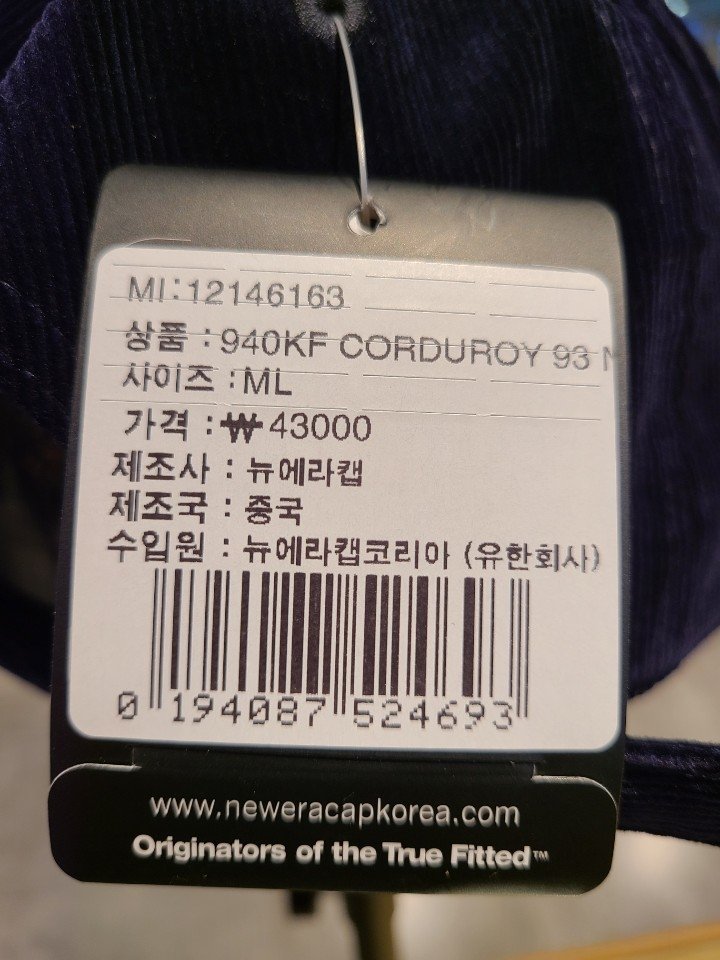 MI:12146163
상품 : 940KF CORDUROY 93
사이즈 : ML
가격 : ₩ 43000
제조사 : 뉴에라캡
제조국 : 중국
수입원 : 뉴에라캡코리아 (유한회사)
0 194087 524693
www.neweracapkorea.com
Originators of the True Fitted™